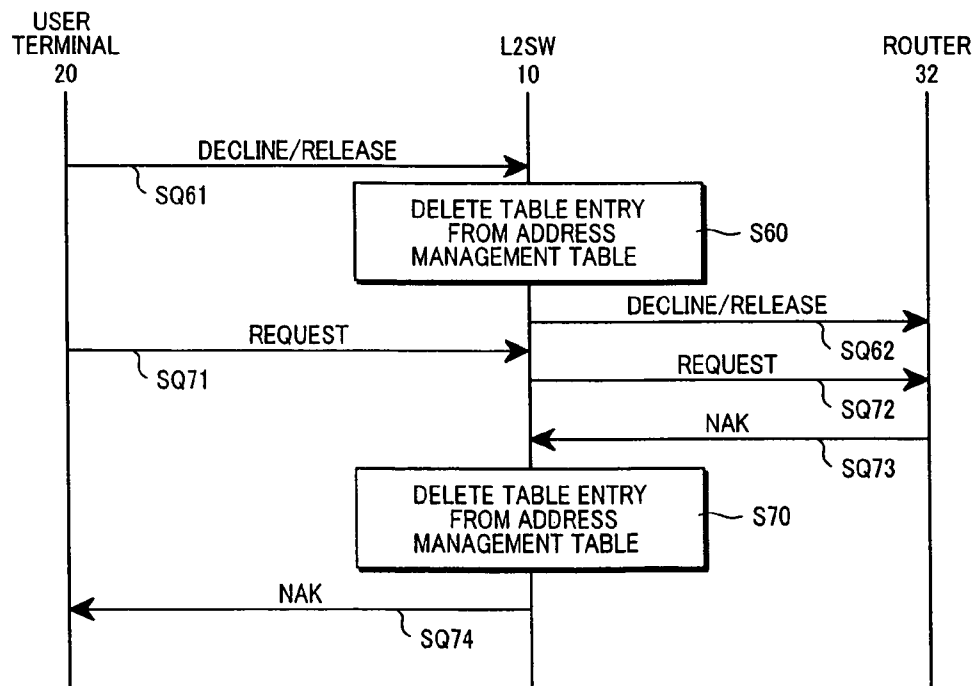 USER
TERMINAL
20
L2SW
10
ROUTER
32
DECLINE/RELEASE
SQ61
DELETE TABLE ENTRY
FROM ADDRESS
MANAGEMENT TABLE
S60
DECLINE/RELEASE
SQ62
REQUEST
SQ71
REQUEST
SQ72
NAK
SQ73
DELETE TABLE ENTRY
FROM ADDRESS
MANAGEMENT TABLE
S70
NAK
SQ74